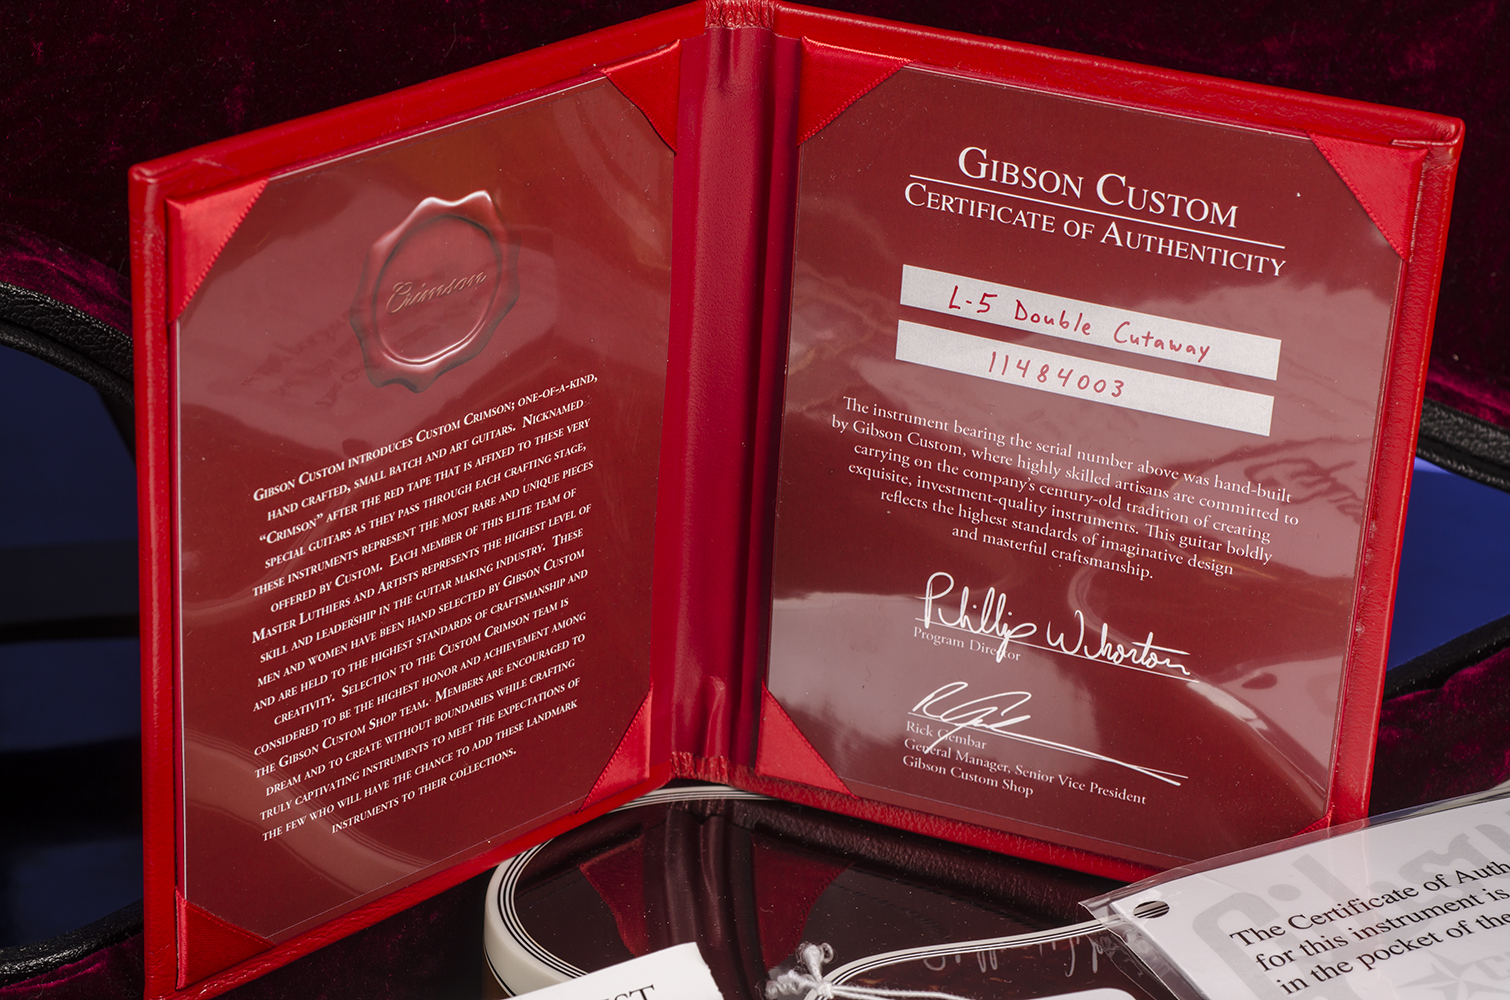 Crimson
Gibson Custom introduces Custom Crimson; one-of-a-kind,
hand crafted, small batch and art guitars. Nicknamed
“Crimson” after the red tape that is affixed to these very
special guitars as they pass through each crafting stage,
these instruments represent the most rare and unique pieces
offered by Custom. Each member of this elite team of
Master Luthiers and Artists represents the highest level of
skill and leadership in the guitar making industry. These
men and women have been hand selected by Gibson Custom
and are held to the highest standards of craftsmanship and
creativity. Selection to the Custom Crimson team is
considered to be the highest honor and achievement among
the Gibson Custom Shop team. Members are encouraged to
dream and to create without boundaries while crafting
truly captivating instruments to meet the expectations of
the few who will have the chance to add these landmark
instruments to their collections.
Gibson Custom
Certificate of Authenticity
L-5 Double Cutaway
11484003
The instrument bearing the serial number above was hand-built
by Gibson Custom, where highly skilled artisans are committed to
carrying on the company's century-old tradition of creating
exquisite, investment-quality instruments. This guitar boldly
reflects the highest standards of imaginative design
and masterful craftsmanship.
Phillip Whorton
Program Director
Rick Gembar
General Manager, Senior Vice President
Gibson Custom Shop
The Certificate of Auth
for this instrument is
in the pocket of th